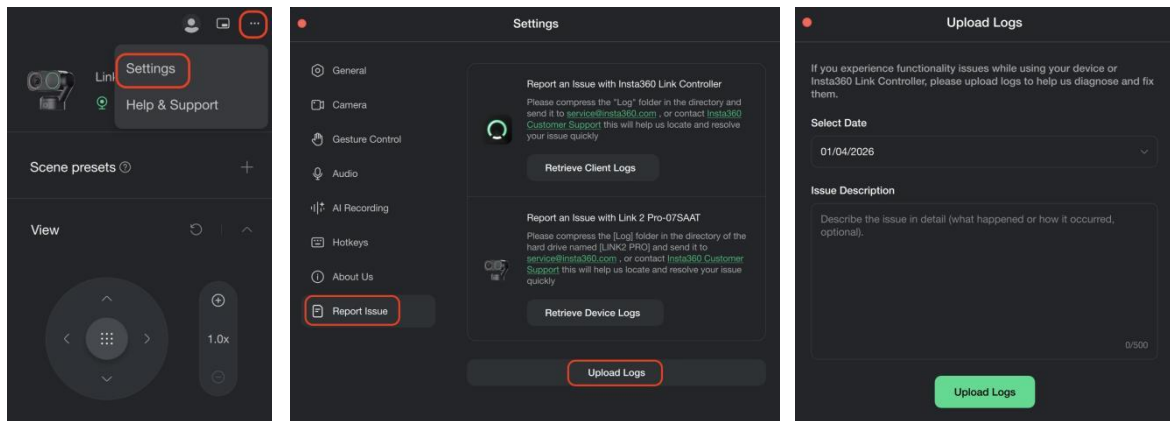 Link
Settings
Help & Support
Scene presets
View
1.0x
Settings
General
Camera
Gesture Control
Audio
AI Recording
Hotkeys
About Us
Report Issue
Report an Issue with Insta360 Link Controller
Please compress the "Log" folder in the directory and
send it to service@insta360.com , or contact Insta360
Customer Support this will help us locate and resolve
your issue quickly
Retrieve Client Logs
Report an Issue with Link 2 Pro-07SAAT
Please compress the [Log] folder in the directory of the
hard drive named [LINK2 PRO] and send it to
service@insta360.com , or contact Insta360 Customer
Support this will help us locate and resolve your issue
quickly
Retrieve Device Logs
Upload Logs
Upload Logs
If you experience functionality issues while using your device or
Insta360 Link Controller, please upload logs to help us diagnose and fix
them.
Select Date
01/04/2026
Issue Description
Describe the issue in detail (what happened or how it occurred,
optional).
0/500
Upload Logs